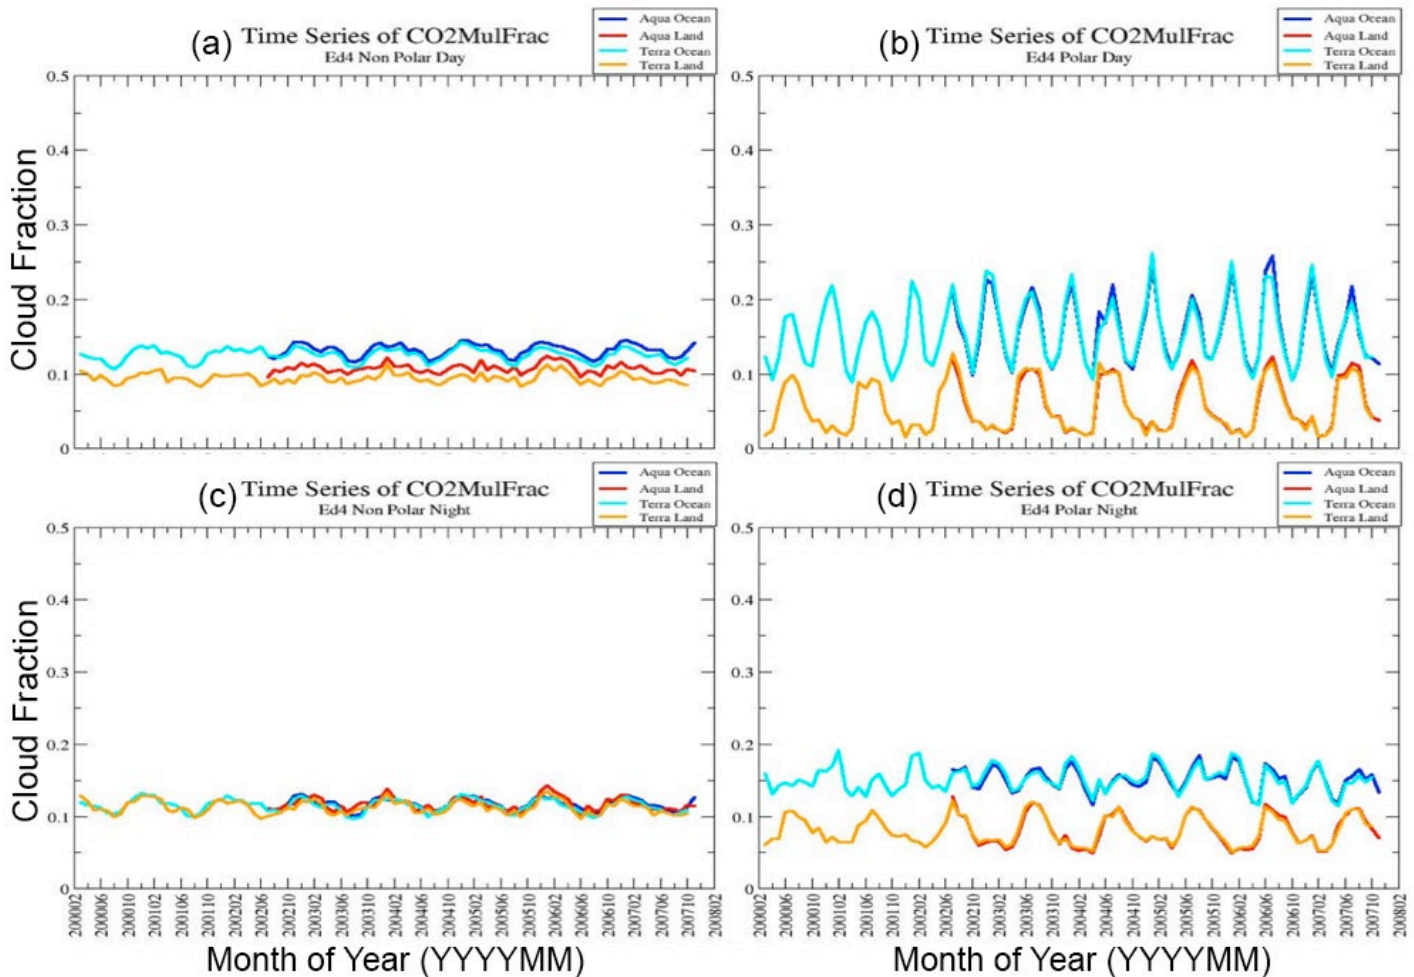 (a) Time Series of CO2MulFrac
Ed4 Non Polar Day
Aqua Ocean
Aqua Land
Terra Ocean
Terra Land
0.5
0.4
0.3
0.2
0.1
0
Cloud Fraction
(b) Time Series of CO2MulFrac
Ed4 Polar Day
Aqua Ocean
Aqua Land
Terra Ocean
Terra Land
0.5
0.4
0.3
0.2
0.1
0
(c) Time Series of CO2MulFrac
Ed4 Non Polar Night
Aqua Ocean
Aqua Land
Terra Ocean
Terra Land
0.5
0.4
0.3
0.2
0.1
0
Cloud Fraction
200002
200006
200010
200102
200106
200110
200202
200206
200210
200302
200306
200310
200402
200406
200410
200502
200506
200510
200602
200606
200610
200702
200706
200710
200802
Month of Year (YYYYMM)
(d) Time Series of CO2MulFrac
Ed4 Polar Night
Aqua Ocean
Aqua Land
Terra Ocean
Terra Land
0.5
0.4
0.3
0.2
0.1
0
200002
200006
200010
200102
200106
200110
200202
200206
200210
200302
200306
200310
200402
200406
200410
200502
200506
200510
200602
200606
200610
200702
200706
200710
200802
Month of Year (YYYYMM)